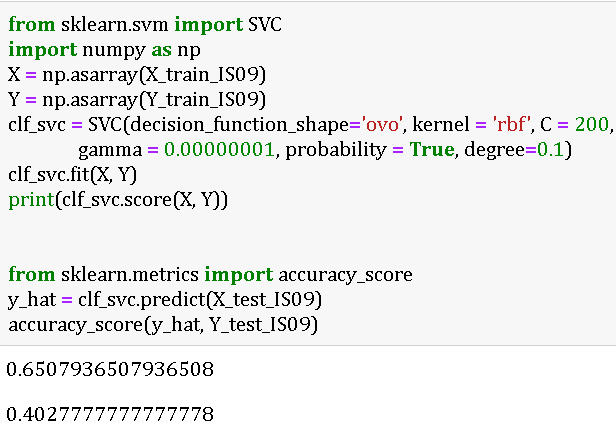 from sklearn.svm import SVC
import numpy as np
X = np.asarray(X_train_IS09)
Y = np.asarray(Y_train_IS09)
clf_svc = SVC(decision_function_shape='ovo', kernel = 'rbf', C = 200,
gamma = 0.00000001, probability = True, degree=0.1)
clf_svc.fit(X, Y)
print(clf_svc.score(X, Y))
from sklearn.metrics import accuracy_score
y_hat = clf_svc.predict(X_test_IS09)
accuracy_score(y_hat, Y_test_IS09)
0.6507936507936508
0.4027777777777778